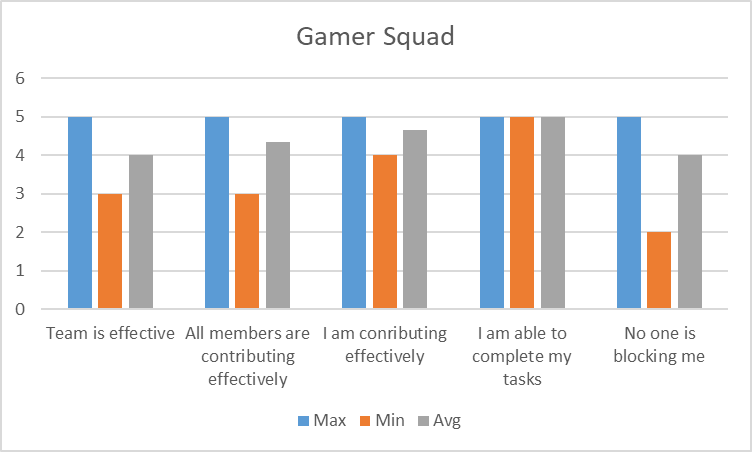 Gamer Squad
6
5
4
3
2
1
0
Team is effective
All members are
contributing
effectively
I am conributing
effectively
I am able to
complete my
tasks
No one is
blocking me
Max Min Avg